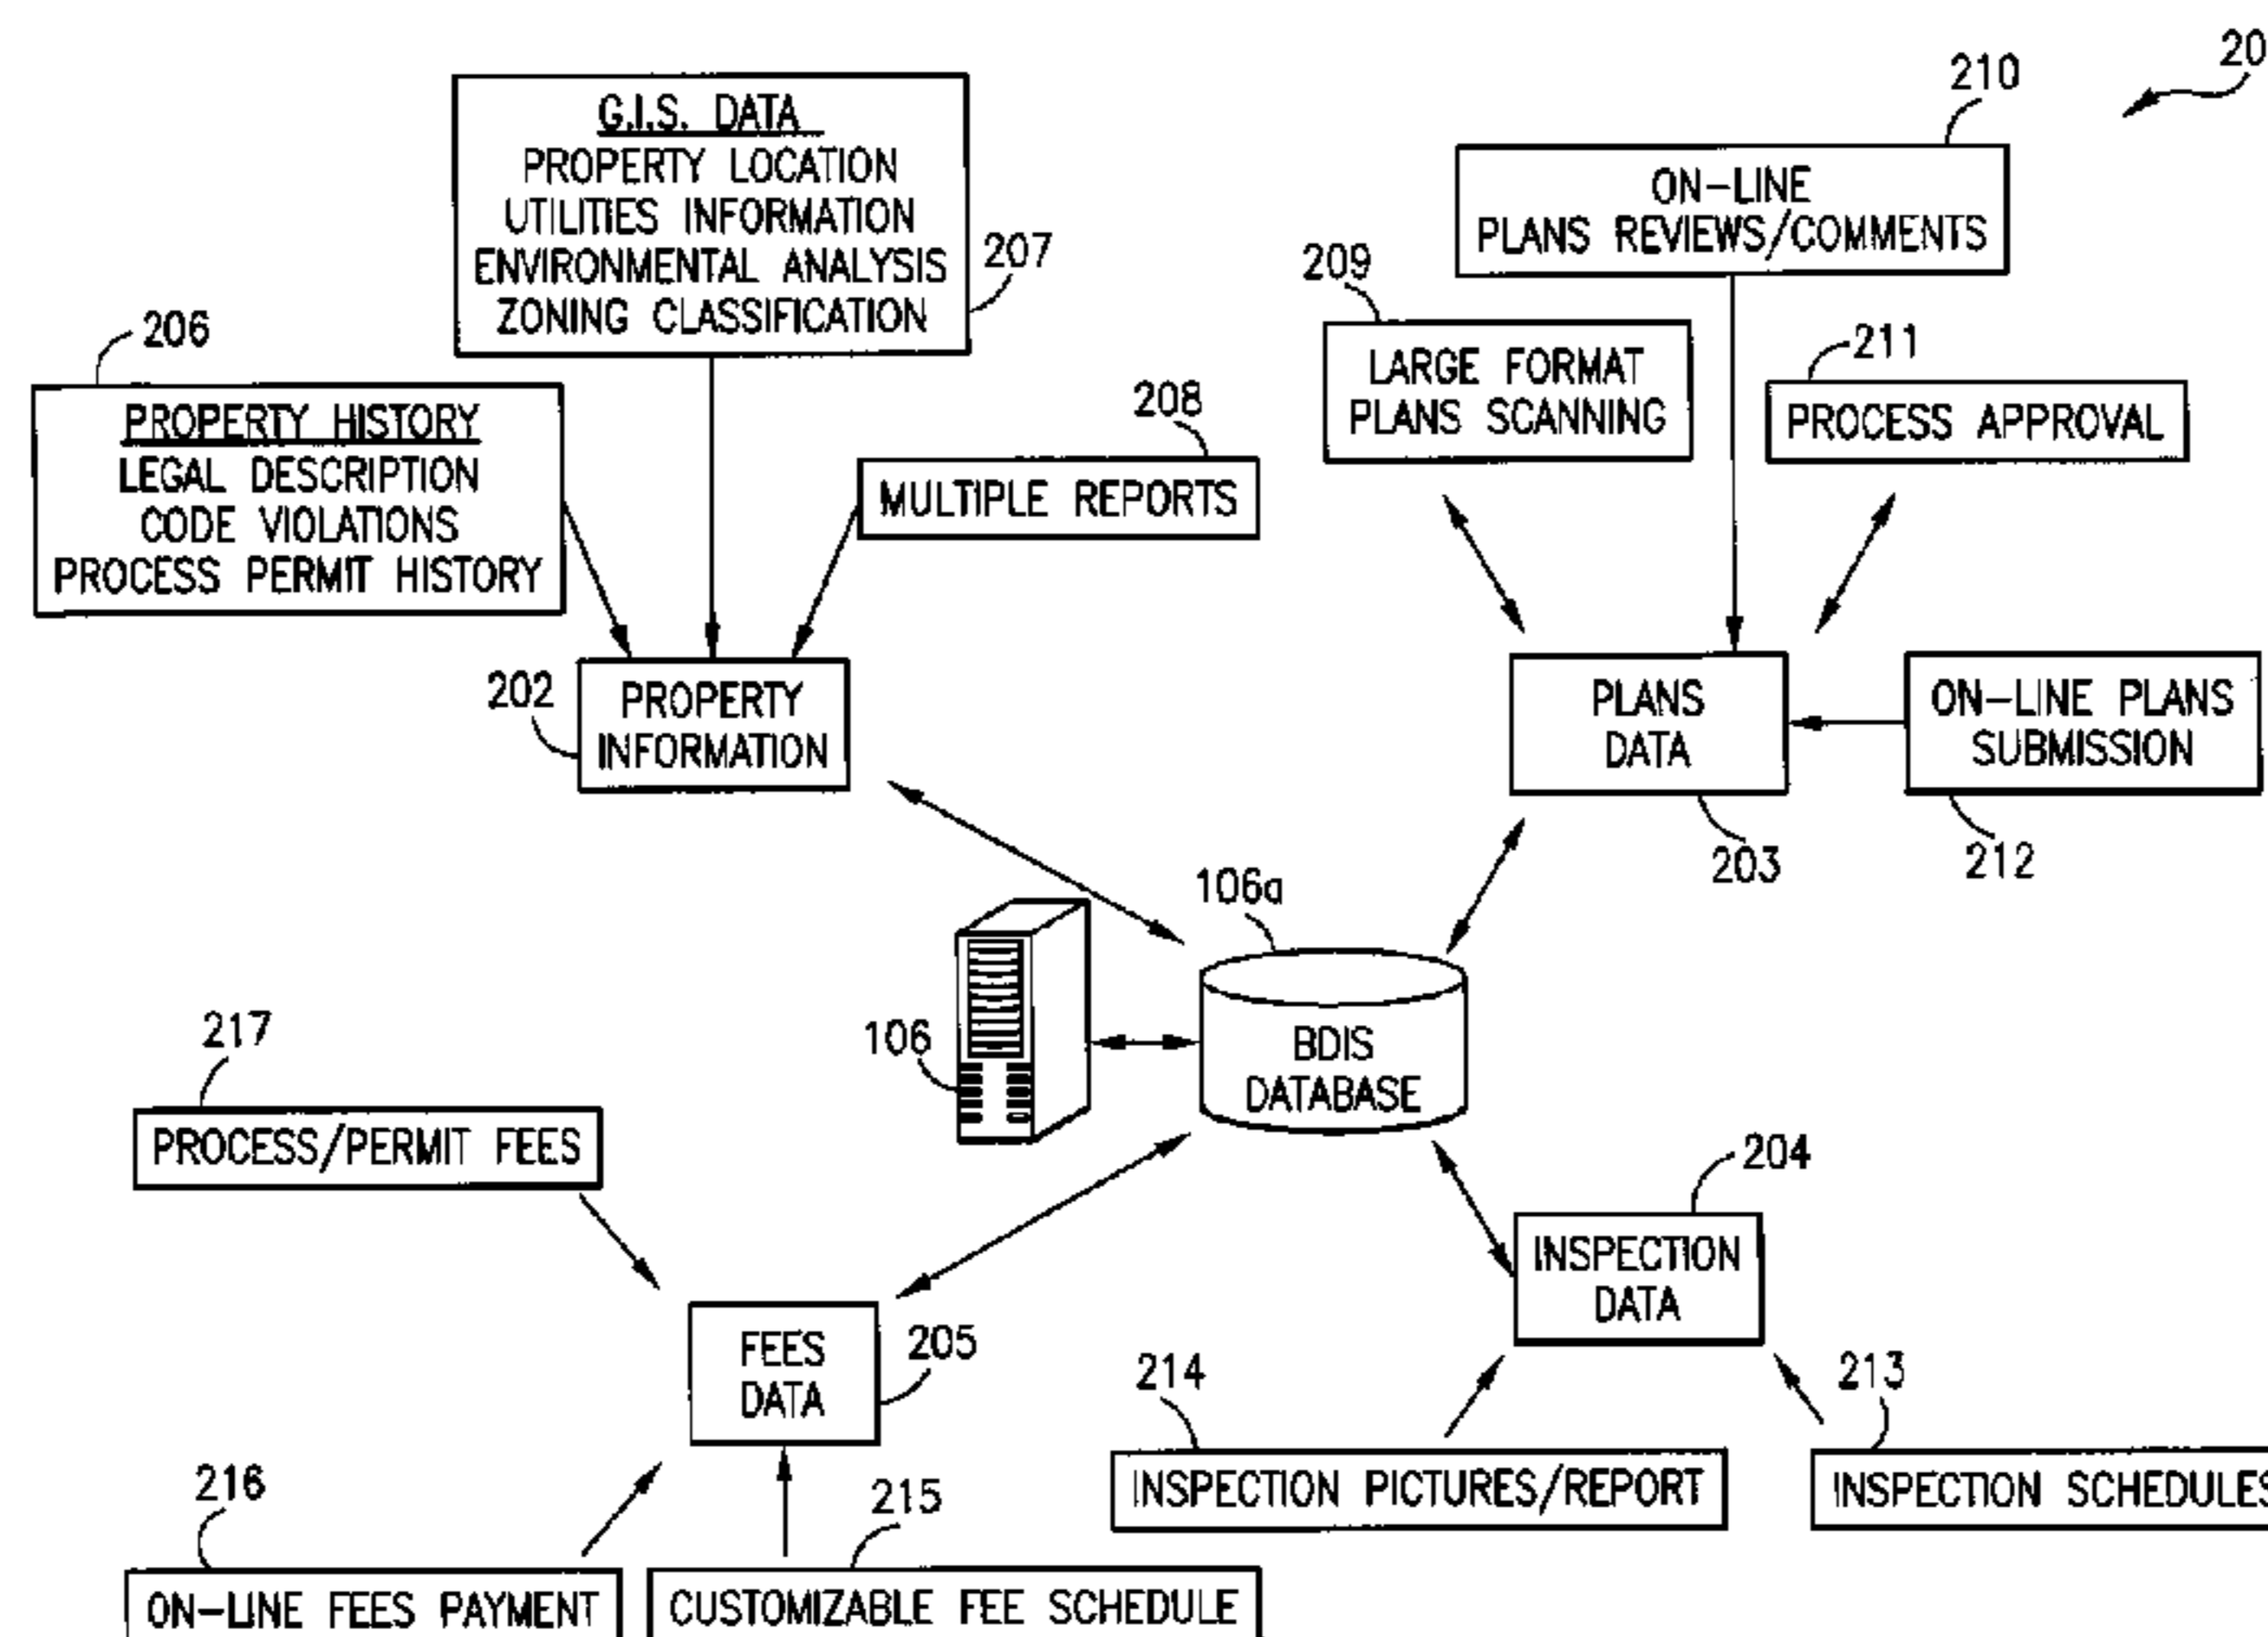 20
210
G.I.S. DATA
PROPERTY LOCATION
UTILITIES INFORMATION
ENVIRONMENTAL ANALYSIS
ZONING CLASSIFICATION
207
ON-LINE
PLANS REVIEWS/COMMENTS
209
206
LARGE FORMAT
PLANS SCANNING
211
PROCESS APPROVAL
PROPERTY HISTORY
LEGAL DESCRIPTION
CODE VIOLATIONS
PROCESS PERMIT HISTORY
208
MULTIPLE REPORTS
202
PROPERTY
INFORMATION
PLANS
DATA
203
ON-LINE PLANS
SUBMISSION
212
106a
106
BDIS
DATABASE
217
PROCESS/PERMIT FEES
204
INSPECTION
DATA
FEES
DATA
205
214
INSPECTION PICTURES/REPORT
213
INSPECTION SCHEDULES
216
ON-LINE FEES PAYMENT
215
CUSTOMIZABLE FEE SCHEDULE